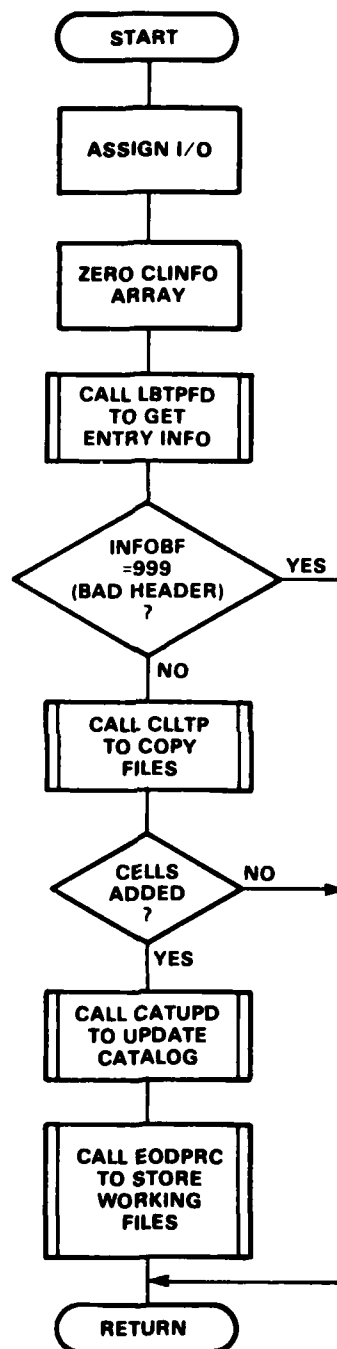 START
ASSIGN I/O
ZERO CLINFO
ARRAY
CALL LBTPFD
TO GET
ENTRY INFO
INFOBF
=999
(BAD HEADER)
?
YES
NO
CALL CLLTP
TO COPY
FILES
CELLS
ADDED
?
NO
YES
CALL CATUPD
TO UPDATE
CATALOG
CALL EODPRC
TO STORE
WORKING
FILES
RETURN